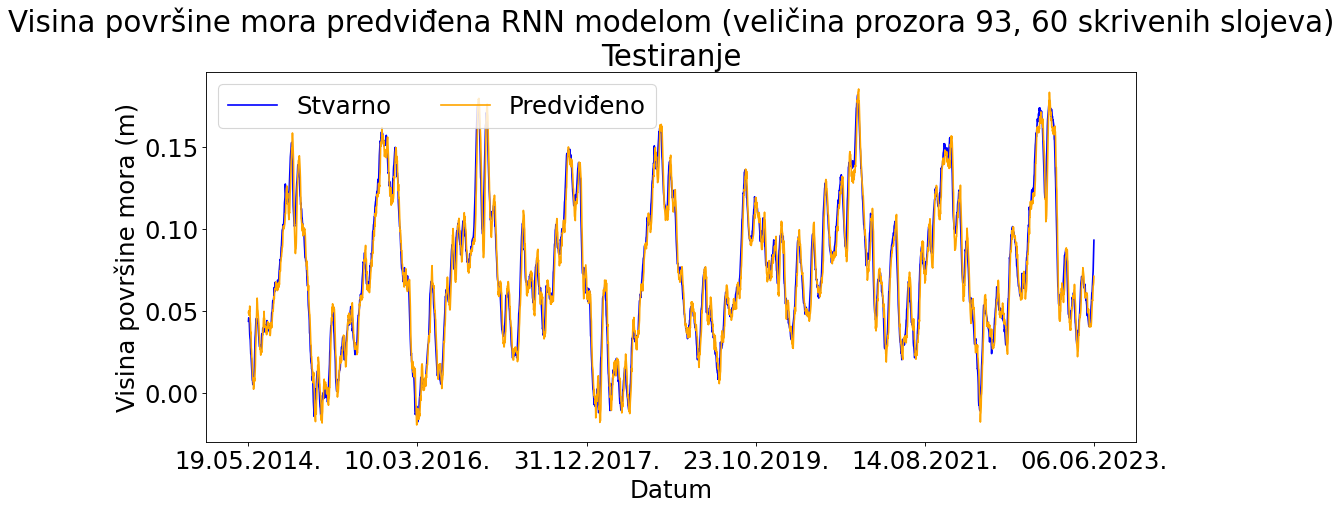 Visina površine mora predviđena RNN modelom (veličina prozora 93, 60 skrivenih slojeva)
Testiranje
Stvarno
Predviđeno
Visina površine mora (m)
0.15
0.10
0.05
0.00
19.05.2014.
10.03.2016.
31.12.2017.
23.10.2019.
14.08.2021.
06.06.2023.
Datum